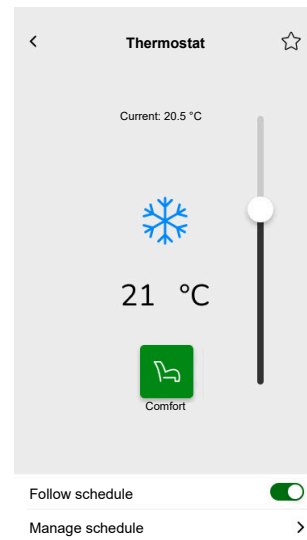 Thermostat
Current: 20.5 °C
21 °C
Comfort
Follow schedule
Manage schedule